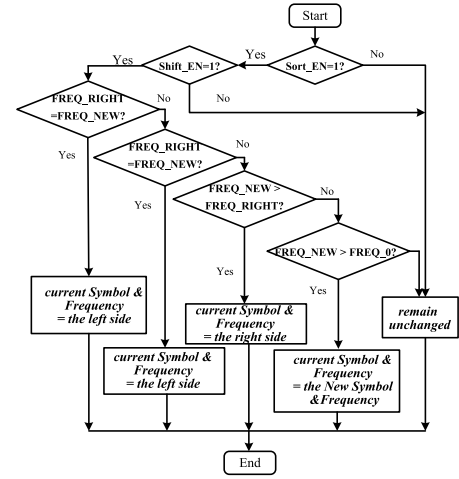 Start
Sort_EN=1?
Yes
No
Shift_EN=1?
Yes
No
FREQ_RIGHT
=FREQ_NEW?
No
Yes
FREQ_RIGHT
=FREQ_NEW?
No
Yes
FREQ_NEW >
FREQ_RIGHT?
No
Yes
FREQ_NEW > FREQ_0?
Yes
current Symbol &
Frequency
= the left side
current Symbol &
Frequency
= the left side
current Symbol &
Frequency
= the right side
current Symbol &
Frequency
= the New Symbol
&Frequency
No
remain
unchanged
End